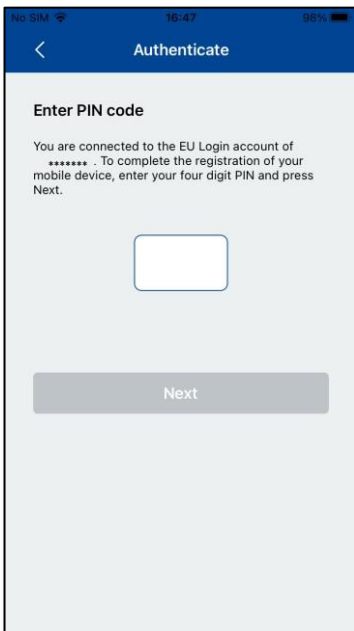 No SIM 16:47 98%
Authenticate
Enter PIN code
You are connected to the EU Login account of
******* . To complete the registration of your
mobile device, enter your four digit PIN and press
Next.
Next